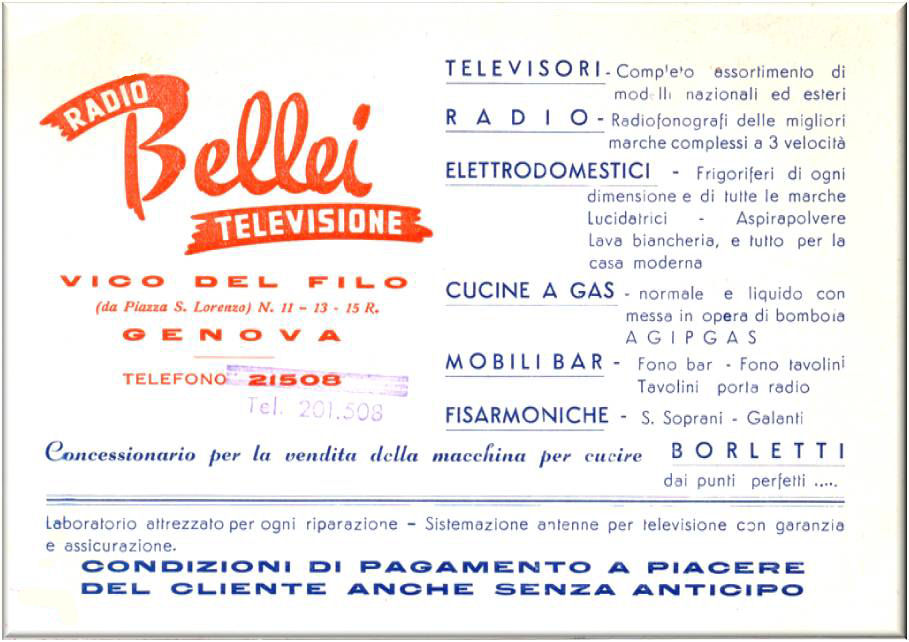 RADIO
Bellei
TELEVISIONE
VICO DEL FILO
(da Piazza S. Lorenzo) N. 11 - 13 - 15 R.
GENOVA
TELEFONO 21508
Tel. 201.508
TELEVISORI - Completo assortimento di
modelli nazionali ed esteri
RADIO - Radiofonografi delle migliori
marche complessi a 3 velocità
ELETTRODOMESTICI - Frigoriferi di ogni
dimensione e di tutte le marche
Lucidatrici - Aspirapolvere
Lava biancheria, e tutto per la
casa moderna
CUCINE A GAS - normale e liquido con
messa in opera di bombola
AGIPGAS
MOBILI BAR - Fono bar - Fono tavolini
Tavolini porta radio
FISARMONICHE - S. Soprani - Galanti
Concessionario per la vendita della macchina per cucire BORLETTI
dai punti perfetti .....
Laboratorio attrezzato per ogni riparazione - Sistemazione antenne per televisione con garanzia
e assicurazione.
CONDIZIONI DI PAGAMENTO A PIACERE
DEL CLIENTE ANCHE SENZA ANTICIPO